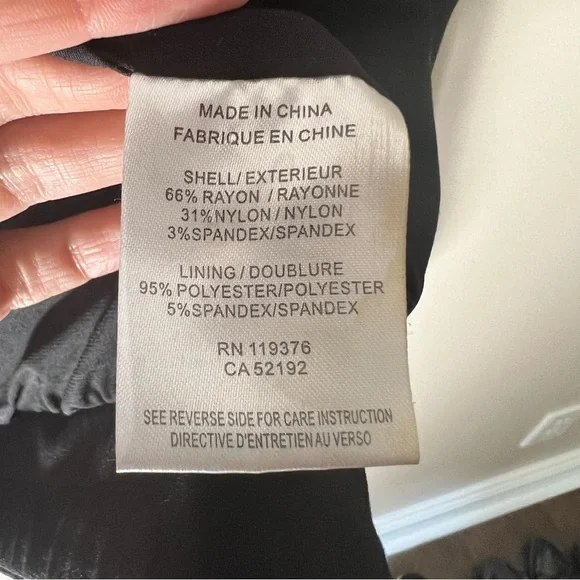 MADE IN CHINA
FABRIQUE EN CHINE
SHELL/ EXTERIEUR
66% RAYON / RAYONNE
31%NYLON / NYLON
3%SPANDEX/SPANDEX
LINING / DOUBLURE
95% POLYESTER/POLYESTER
5%SPANDEX/SPANDEX
RN 119376
CA 52192
SEE REVERSE SIDE FOR CARE INSTRUCTION
DIRECTIVE D'ENTRETIEN AU VERSO